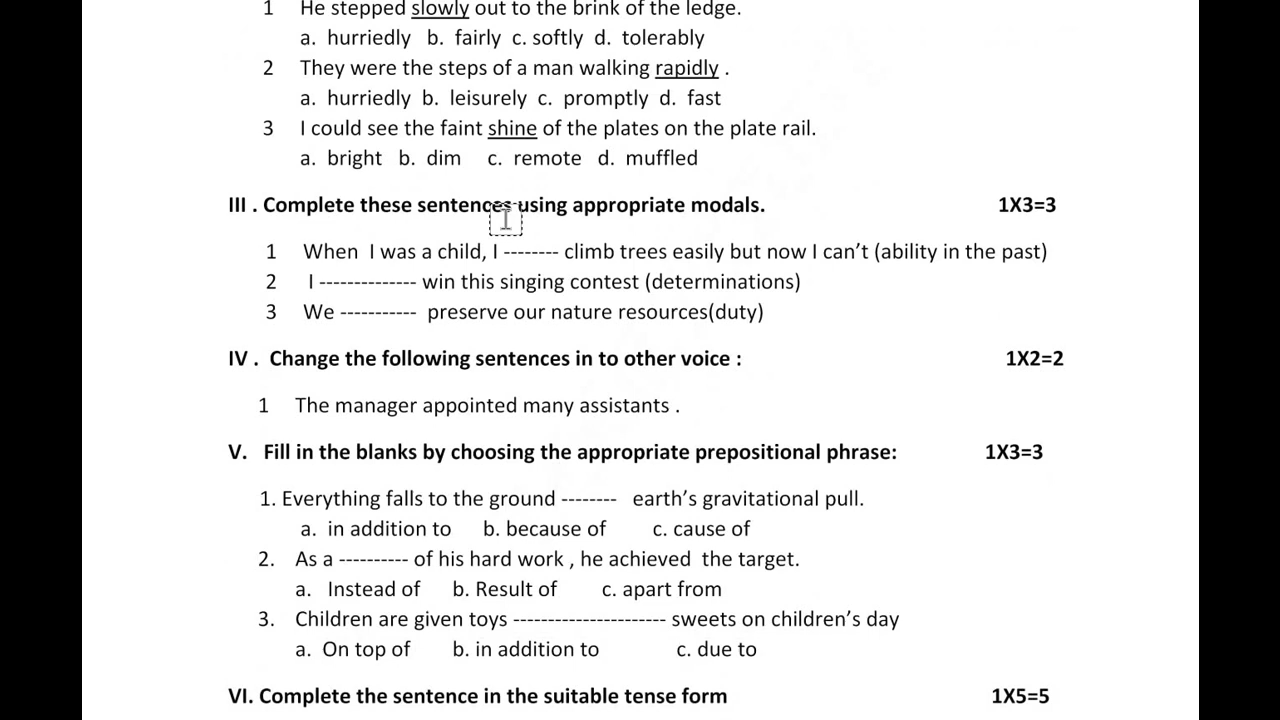 1 He stepped slowly out to the brink of the ledge.
a. hurriedly b. fairly c. softly d. tolerably
2 They were the steps of a man walking rapidly .
a. hurriedly b. leisurely c. promptly d. fast
3 I could see the faint shine of the plates on the plate rail.
a. bright b. dim c. remote d. muffled
III . Complete these sentences using appropriate modals. 1X3=3
1 When I was a child, I -------- climb trees easily but now I can't (ability in the past)
2 I -------------- win this singing contest (determinations)
3 We ----------- preserve our nature resources(duty)
IV . Change the following sentences in to other voice : 1X2=2
1 The manager appointed many assistants .
V. Fill in the blanks by choosing the appropriate prepositional phrase: 1X3=3
1. Everything falls to the ground -------- earth's gravitational pull.
a. in addition to b. because of c. cause of
2. As a ---------- of his hard work , he achieved the target.
a. Instead of b. Result of c. apart from
3. Children are given toys ---------------------- sweets on children's day
a. On top of b. in addition to c. due to
VI. Complete the sentence in the suitable tense form 1X5=5